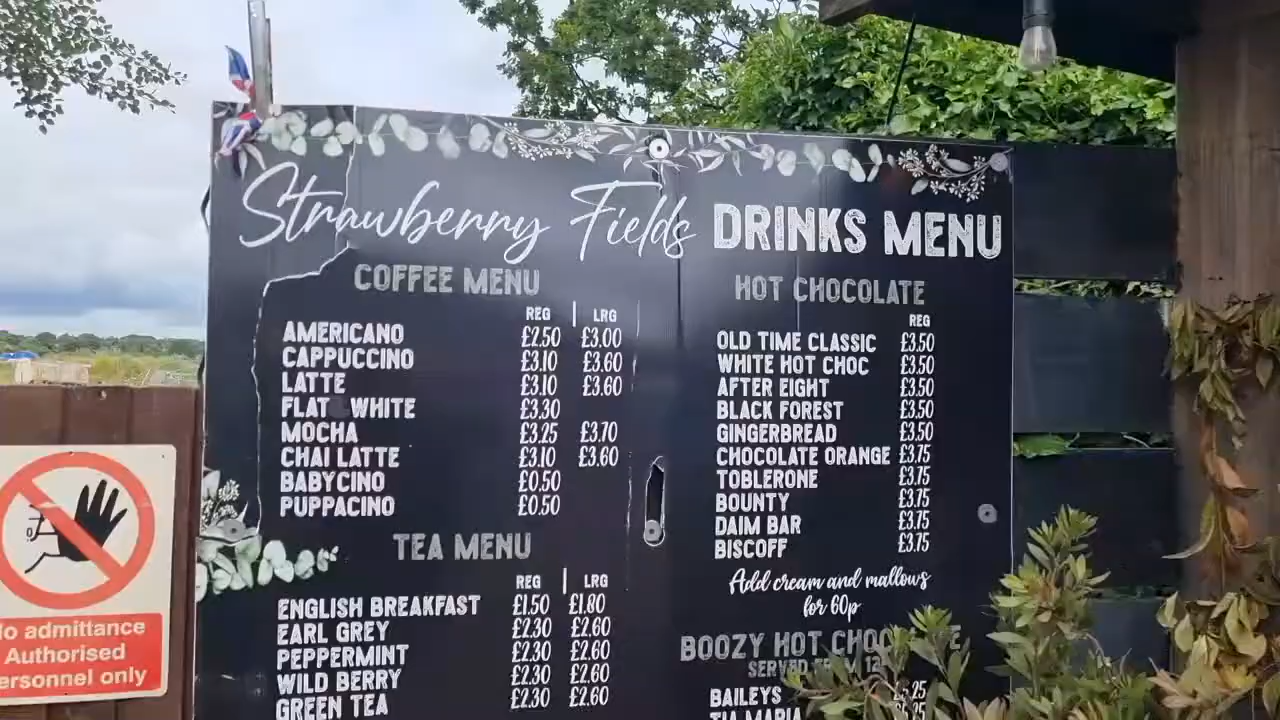 Strawberry Fields DRINKS MENU
COFFEE MENU
REG | LRG
AMERICANO £2.50 £3.00
CAPPUCCINO £3.10 £3.60
LATTE £3.10 £3.60
FLAT WHITE £3.30
MOCHA £3.25 £3.70
CHAI LATTE £3.10 £3.60
BABYCINO £0.50
PUPPACINO £0.50
TEA MENU
REG | LRG
ENGLISH BREAKFAST £1.50 £1.80
EARL GREY £2.30 £2.60
PEPPERMINT £2.30 £2.60
WILD BERRY £2.30 £2.60
GREEN TEA £2.30 £2.60
HOT CHOCOLATE
REG
OLD TIME CLASSIC £3.50
WHITE HOT CHOC £3.50
AFTER EIGHT £3.50
BLACK FOREST £3.50
GINGERBREAD £3.50
CHOCOLATE ORANGE £3.75
TOBLERONE £3.75
BOUNTY £3.75
DAIM BAR £3.75
BISCOFF £3.75
Add cream and mallows
for 60p
BOOZY HOT
SERVED FROM
BAILEYS
TIA MARIA
No admittance
Authorised
personnel only